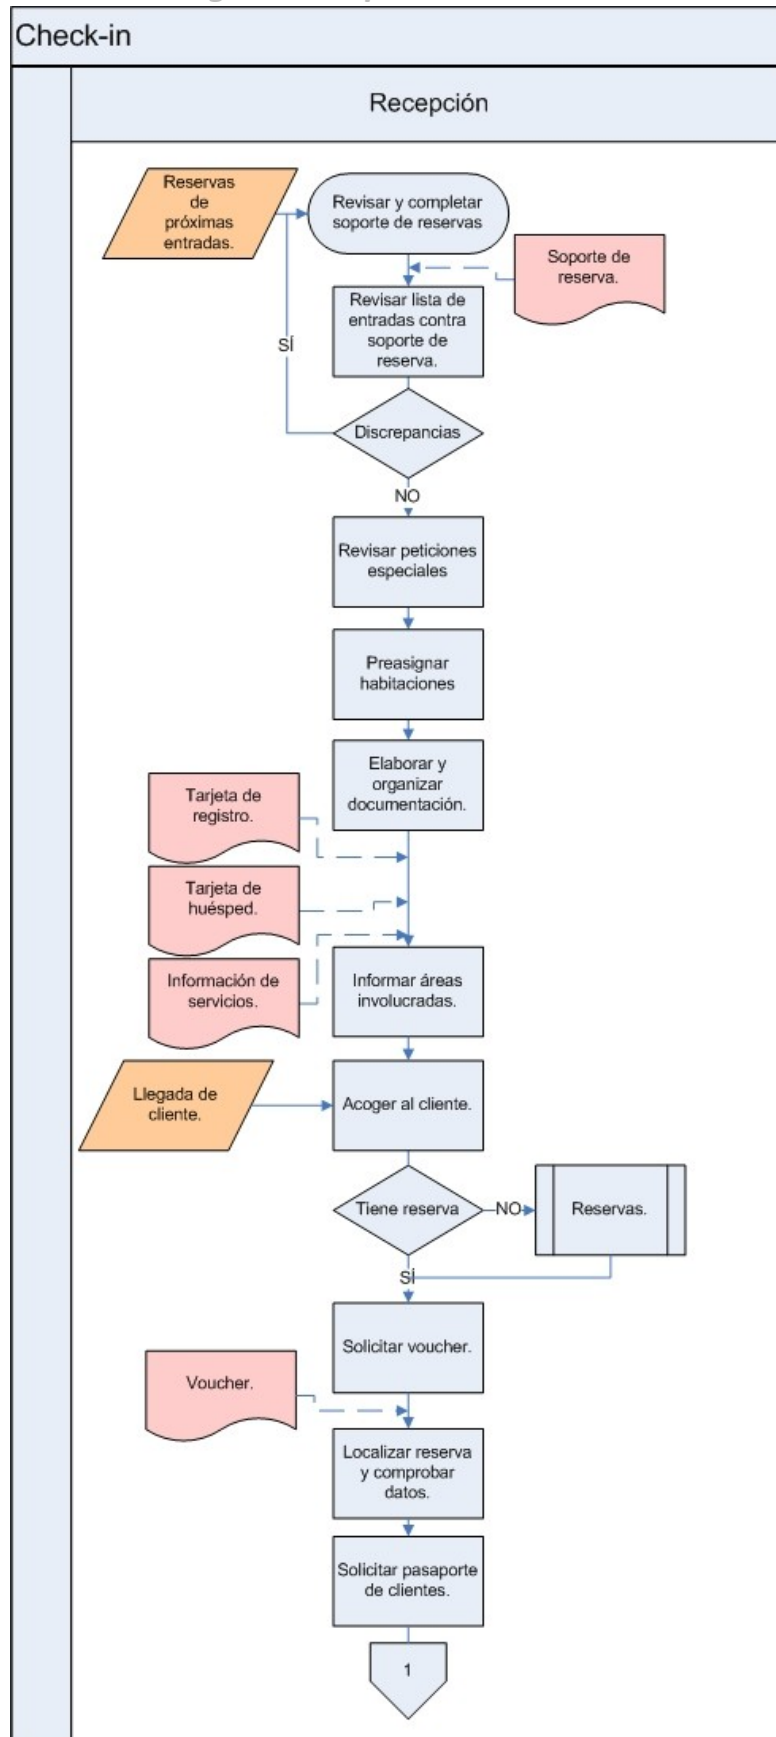 Check-in
Recepción
Reservas
de
próximas
entradas.
Revisar y completar
soporte de reservas
Soporte de
reserva.
Revisar lista de
entradas contra
soporte de
reserva.
SÍ
Discrepancias
NO
Revisar peticiones
especiales
Preasignar
habitaciones
Elaborar y
organizar
documentación.
Tarjeta de
registro.
Tarjeta de
huésped.
Información de
servicios.
Informar áreas
involucradas.
Llegada de
cliente.
Acoger al cliente.
Tiene reserva
NO
Reservas.
SÍ
Solicitar voucher.
Voucher.
Localizar reserva
y comprobar
datos.
Solicitar pasaporte
de clientes.
1